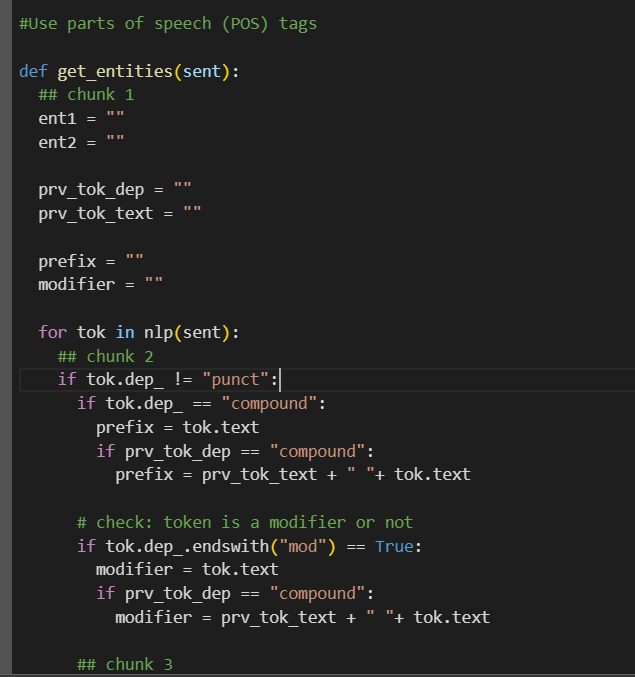 #Use parts of speech (POS) tags
def get_entities(sent):
  ## chunk 1
  ent1 = ""
  ent2 = ""
  prv_tok_dep = ""
  prv_tok_text = ""
  prefix = ""
  modifier = ""
  for tok in nlp(sent):
    ## chunk 2
    if tok.dep_ != "punct":
      if tok.dep_ == "compound":
        prefix = tok.text
        if prv_tok_dep == "compound":
          prefix = prv_tok_text + " "+ tok.text
      # check: token is a modifier or not
      if tok.dep_.endswith("mod") == True:
        modifier = tok.text
        if prv_tok_dep == "compound":
          modifier = prv_tok_text + " "+ tok.text
      ## chunk 3